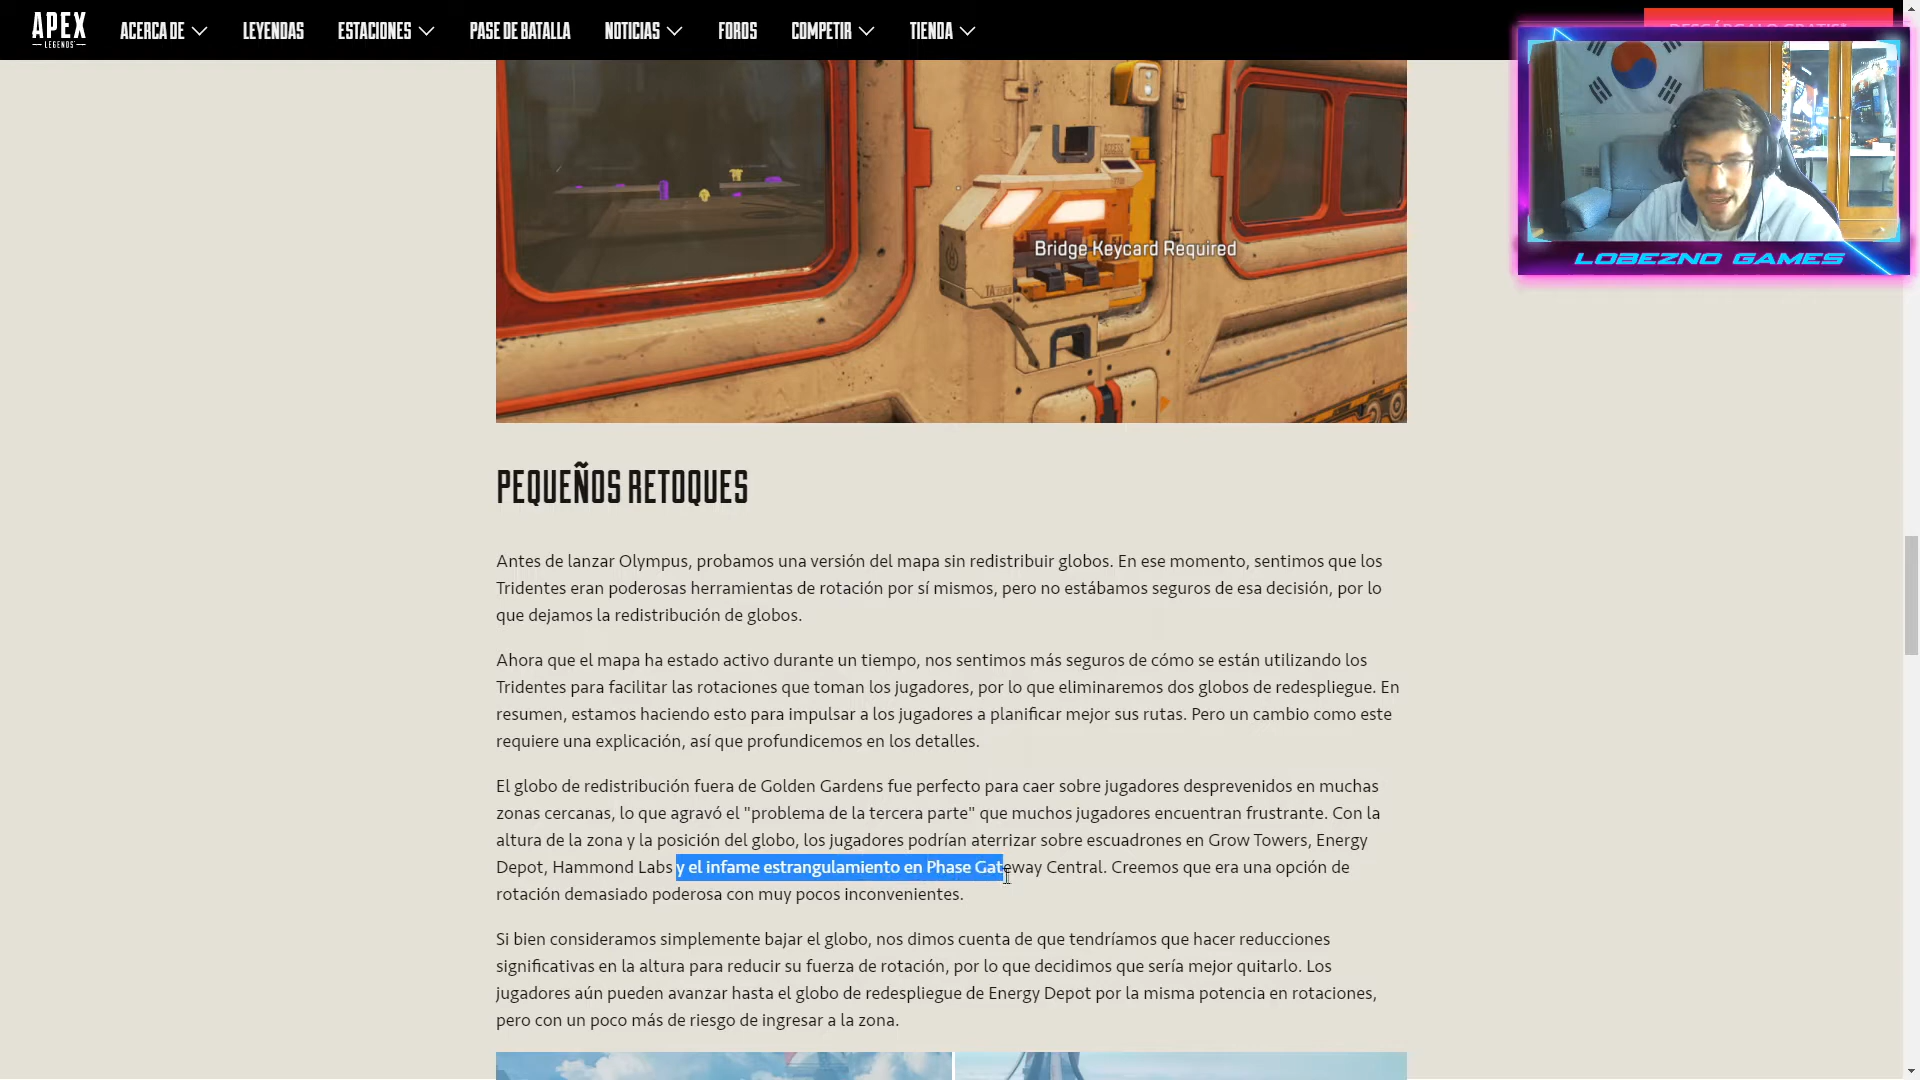 APEX
LEGENDS
ACERCA DE
LEYENDAS
ESTACIONES
PASE DE BATALLA
NOTICIAS
FOROS
COMPETIR
TIENDA
LOBEZNO GAMES
Bridge Keycard Required
PEQUEÑOS RETOQUES
Antes de lanzar Olympus, probamos una versión del mapa sin redistribuir globos. En ese momento, sentimos que los
Tridentes eran poderosas herramientas de rotación por sí mismos, pero no estábamos seguros de esa decisión, por lo
que dejamos la redistribución de globos.
Ahora que el mapa ha estado activo durante un tiempo, nos sentimos más seguros de cómo se están utilizando los
Tridentes para facilitar las rotaciones que toman los jugadores, por lo que eliminaremos dos globos de redespliegue. En
resumen, estamos haciendo esto para impulsar a los jugadores a planificar mejor sus rutas. Pero un cambio como este
requiere una explicación, así que profundicemos en los detalles.
El globo de redistribución fuera de Golden Gardens fue perfecto para caer sobre jugadores desprevenidos en muchas
zonas cercanas, lo que agravó el "problema de la tercera parte" que muchos jugadores encuentran frustrante. Con la
altura de la zona y la posición del globo, los jugadores podrían aterrizar sobre escuadrones en Grow Towers, Energy
Depot, Hammond Labs y el infame estrangulamiento en Phase Gateway Central. Creemos que era una opción de
rotación demasiado poderosa con muy pocos inconvenientes.
Si bien consideramos simplemente bajar el globo, nos dimos cuenta de que tendríamos que hacer reducciones
significativas en la altura para reducir su fuerza de rotación, por lo que decidimos que sería mejor quitarlo. Los
jugadores aún pueden avanzar hasta el globo de redespliegue de Energy Depot por la misma potencia en rotaciones,
pero con un poco más de riesgo de ingresar a la zona.